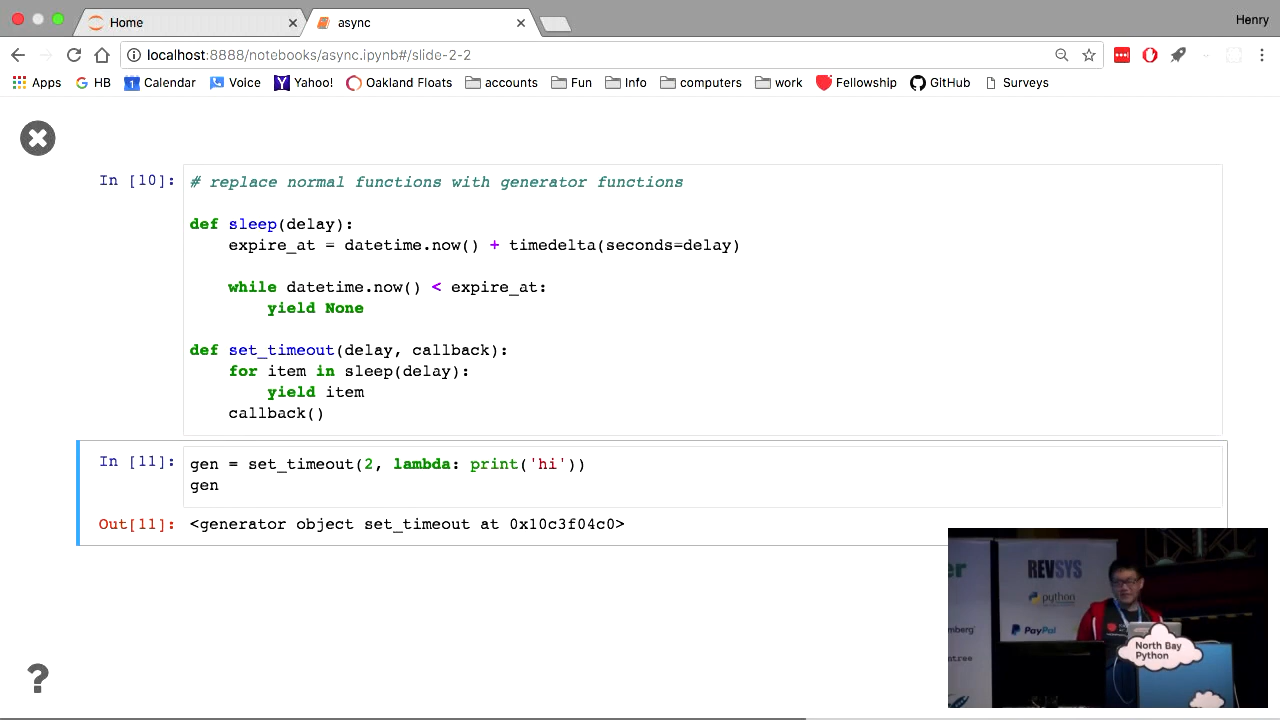 Home
async
Henry
localhost:8888/notebooks/async.ipynb#/slide-2-2
Apps
HB
Calendar
Voice
Yahoo!
Oakland Floats
accounts
Fun
Info
computers
work
Fellowship
GitHub
Surveys
In [10]:
# replace normal functions with generator functions
def sleep(delay):
    expire_at = datetime.now() + timedelta(seconds=delay)
    while datetime.now() < expire_at:
        yield None
def set_timeout(delay, callback):
    for item in sleep(delay):
        yield item
    callback()
In [11]:
gen = set_timeout(2, lambda: print('hi'))
gen
Out[11]:
<generator object set_timeout at 0x10c3f04c0>
REVSYS
python
PayPal
North Bay
Python
?